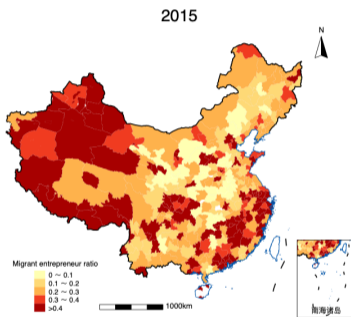 2015
N
Migrant entrepreneur ratio
0 ~ 0.1
0.1 ~ 0.2
0.2 ~ 0.3
0.3 ~ 0.4
>0.4
1000km
南海诸岛